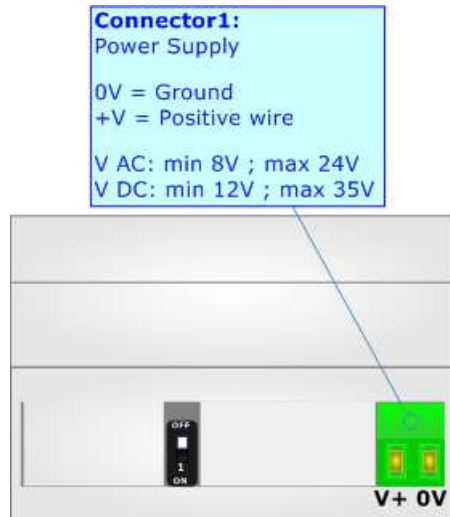 Connector1:
Power Supply
0V = Ground
+V = Positive wire
V AC: min 8V ; max 24V
V DC: min 12V ; max 35V
OFF
1
ON
V+ 0V